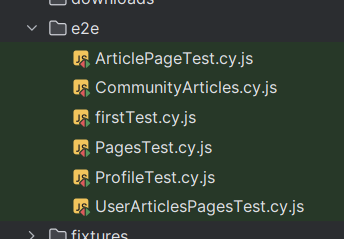 downloads
e2e
ArticlePageTest.cy.js
CommunityArticles.cy.js
firstTest.cy.js
PagesTest.cy.js
ProfileTest.cy.js
UserArticlesPagesTest.cy.js
fixtures